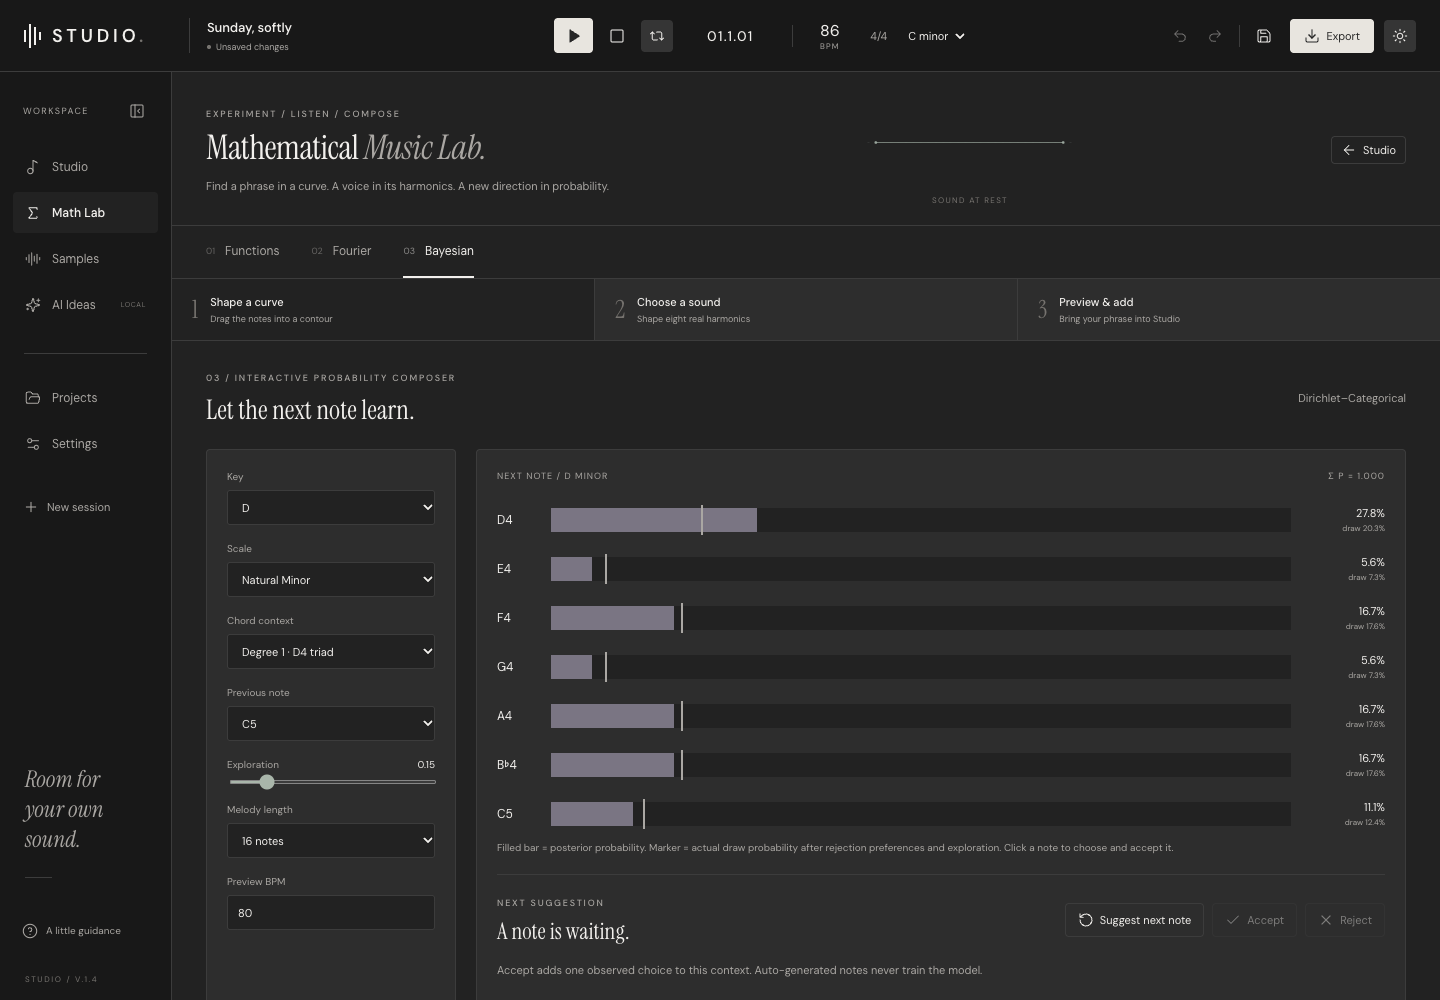 STUDIO.
Sunday, softly
Unsaved changes
01.1.01
86
BPM
4/4
C minor
Export
WORKSPACE
Studio
Math Lab
Samples
AI Ideas
LOCAL
Projects
Settings
New session
Room for
your own
sound.
A little guidance
STUDIO / V.1.4
EXPERIMENT / LISTEN / COMPOSE
Mathematical Music Lab.
Find a phrase in a curve. A voice in its harmonics. A new direction in probability.
SOUND AT REST
Studio
01 Functions
02 Fourier
03 Bayesian
1 Shape a curve
Drag the notes into a contour
2 Choose a sound
Shape eight real harmonics
3 Preview & add
Bring your phrase into Studio
03 / INTERACTIVE PROBABILITY COMPOSER
Let the next note learn.
Dirichlet–Categorical
Key
D
Scale
Natural Minor
Chord context
Degree 1 · D4 triad
Previous note
C5
Exploration 0.15
Melody length
16 notes
Preview BPM
80
NEXT NOTE / D MINOR
Σ P = 1.000
D4 27.8%
draw 20.3%
E4 5.6%
draw 7.3%
F4 16.7%
draw 17.6%
G4 5.6%
draw 7.3%
A4 16.7%
draw 17.6%
B♭4 16.7%
draw 17.6%
C5 11.1%
draw 12.4%
Filled bar = posterior probability. Marker = actual draw probability after rejection preferences and exploration. Click a note to choose and accept it.
NEXT SUGGESTION
A note is waiting.
Suggest next note
Accept
Reject
Accept adds one observed choice to this context. Auto-generated notes never train the model.